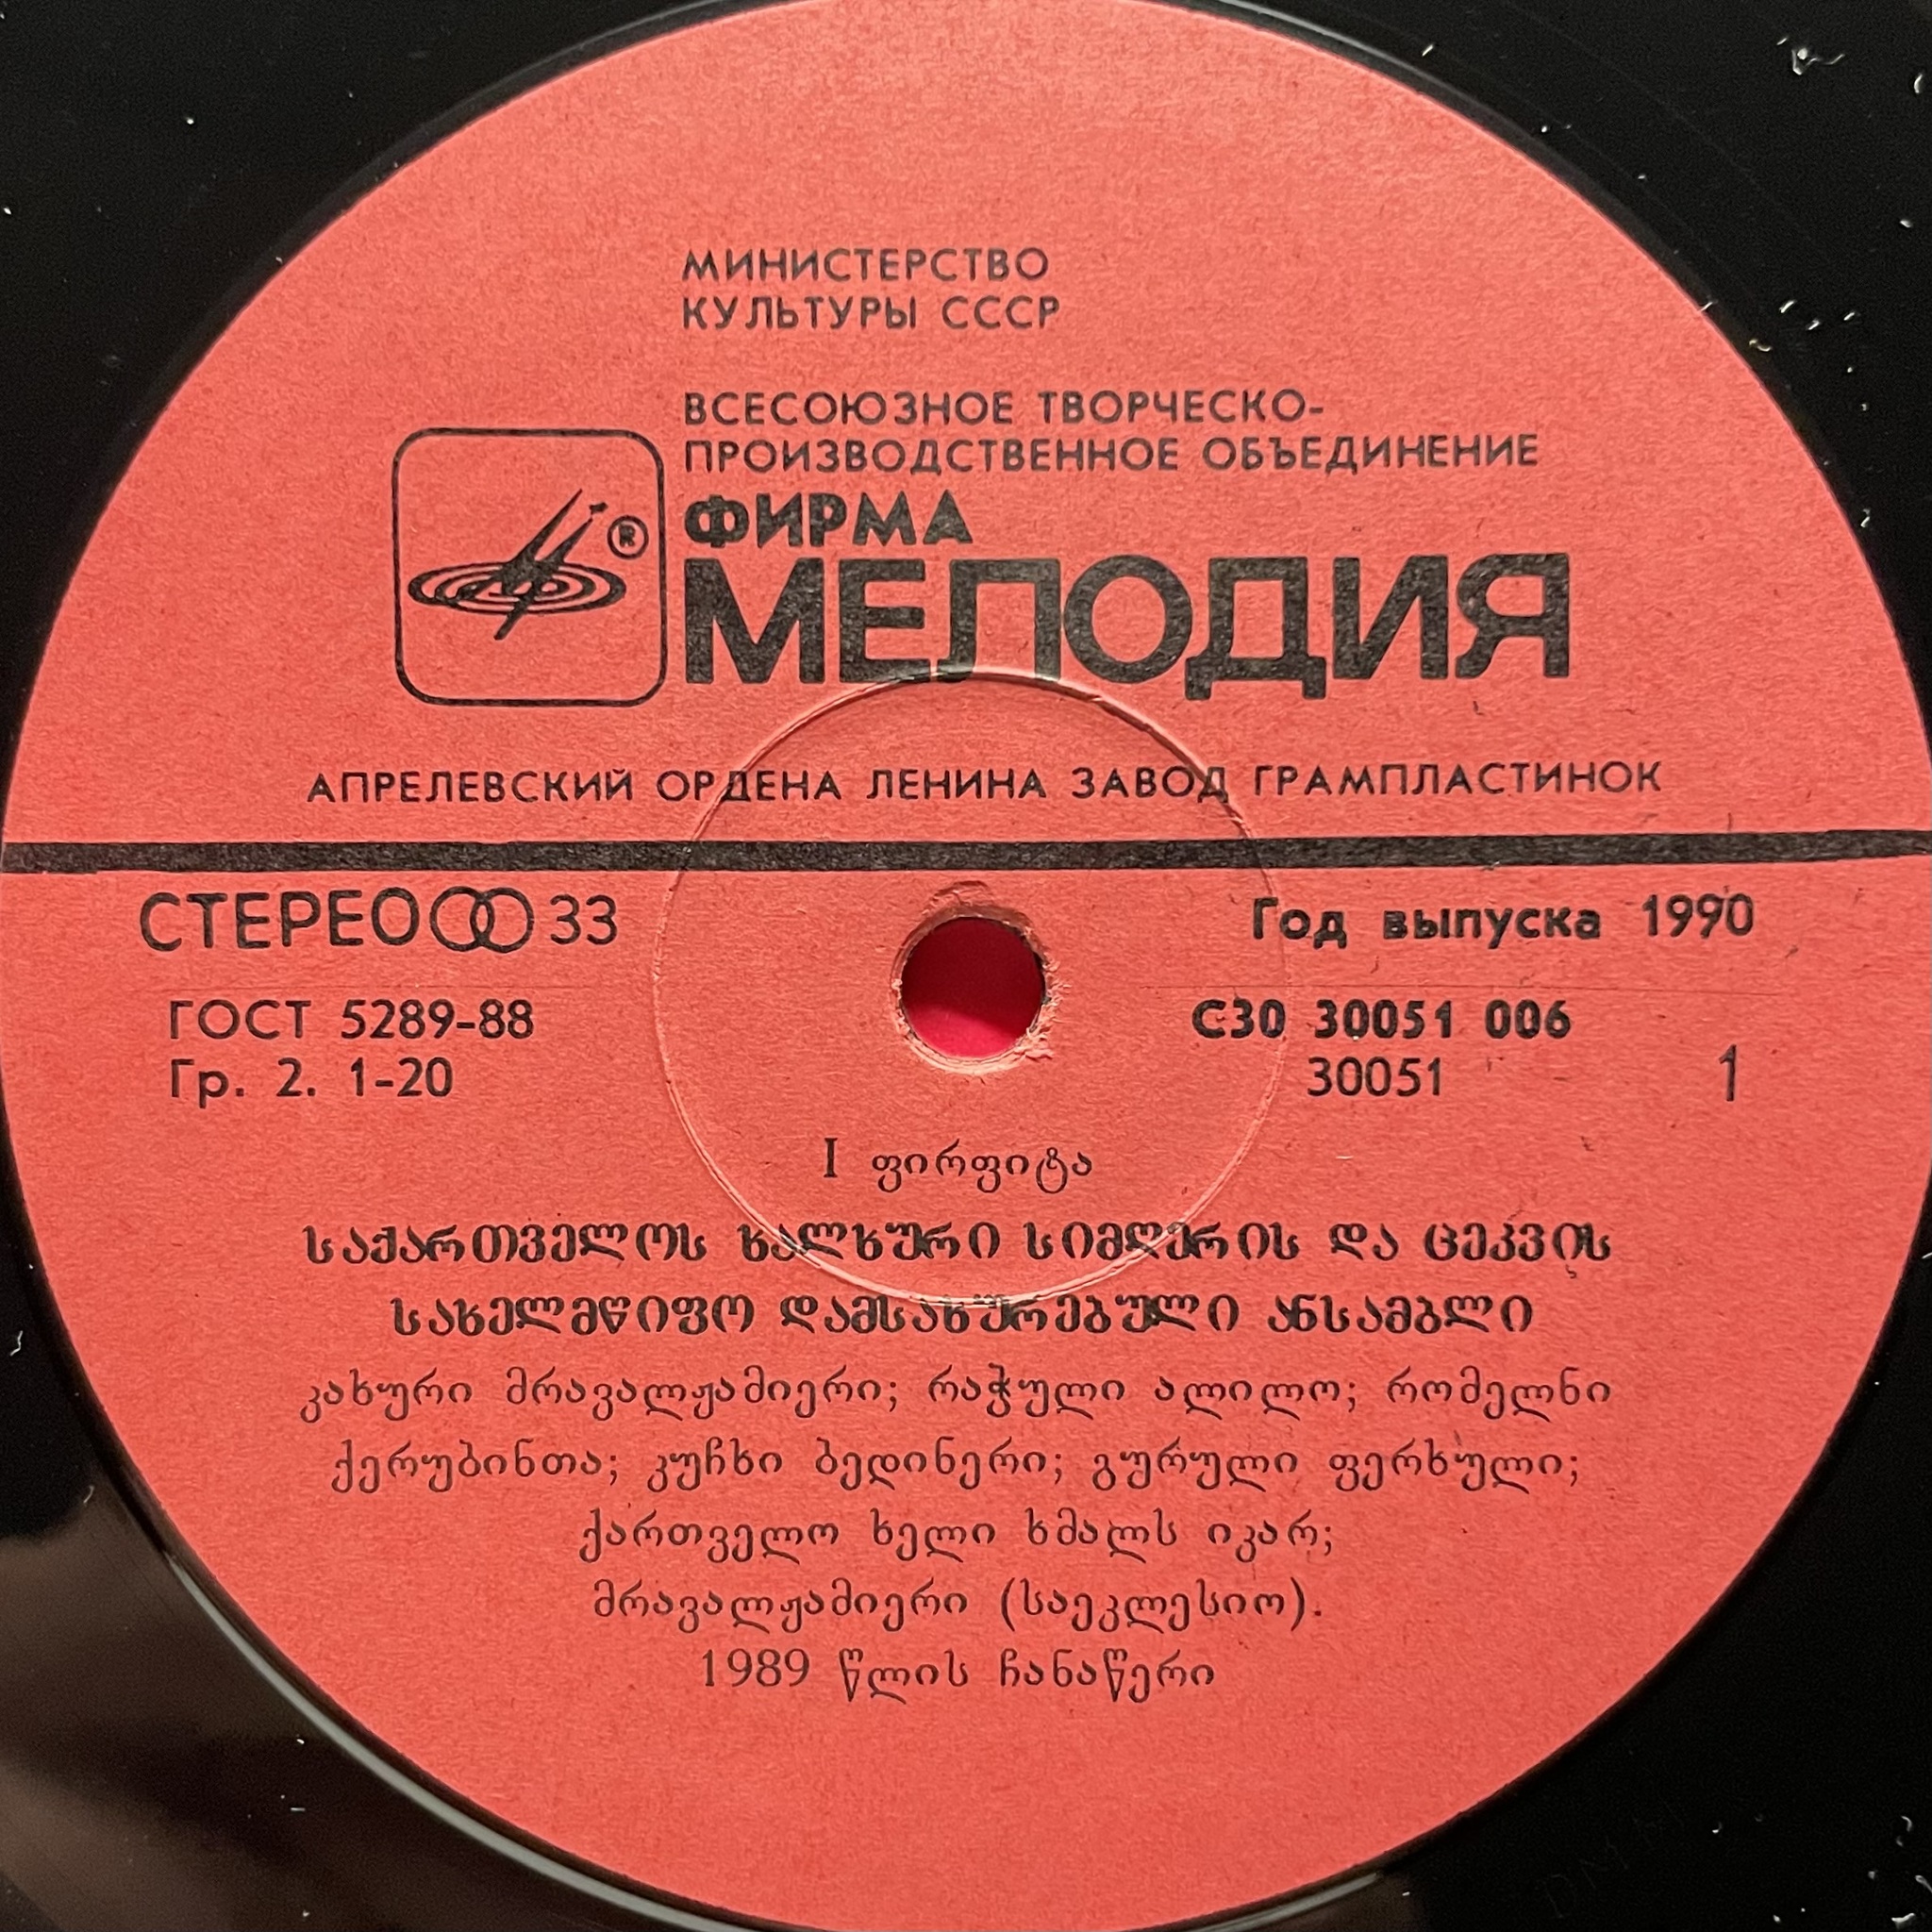 МИНИСТЕРСТВО
КУЛЬТУРЫ СССР
ВСЕСОЮЗНОЕ ТВОРЧЕСКО-
ПРОИЗВОДСТВЕННОЕ ОБЪЕДИНЕНИЕ
®
ФИРМА
МЕЛОДИЯ
АПРЕЛЕВСКИЙ ОРДЕНА ЛЕНИНА ЗАВОД ГРАМПЛАСТИНОК
СТЕРЕО 33
Год выпуска 1990
ГОСТ 5289-88
С30 30051 006
Гр. 2. 1-20
30051
1
I ფირფიტა
საქართველოს ხალხური სიმღერის და ცეკვის
სახელმწიფო დამსახურებული ანსამბლი
კახური მრავალჟამიერი; რაჭული ალილო; რომელნი
ქერუბინთა; კუჩხი ბედინერი; გურული ფერხული;
ქართველო ხელი ხმალს იკარ;
მრავალჟამიერი (საეკლესიო).
1989 წლის ჩანაწერი